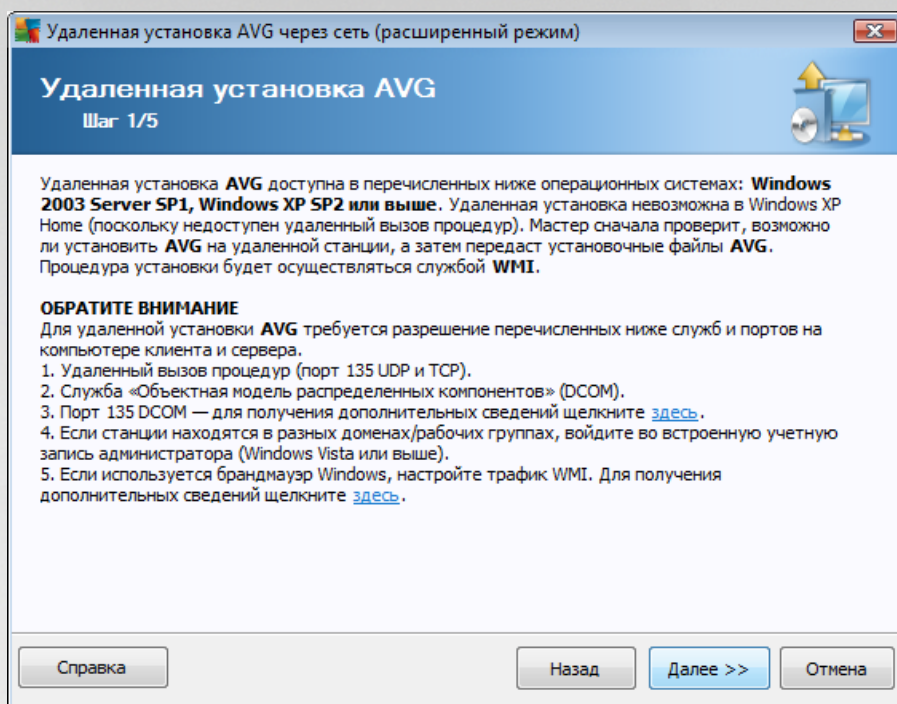 Удаленная установка AVG через сеть (расширенный режим)
Удаленная установка AVG
Шаг 1/5
Удаленная установка AVG доступна в перечисленных ниже операционных системах: Windows
2003 Server SP1, Windows XP SP2 или выше. Удаленная установка невозможна в Windows XP
Home (поскольку недоступен удаленный вызов процедур). Мастер сначала проверит, возможно
ли установить AVG на удаленной станции, а затем передаст установочные файлы AVG.
Процедура установки будет осуществляться службой WMI.
ОБРАТИТЕ ВНИМАНИЕ
Для удаленной установки AVG требуется разрешение перечисленных ниже служб и портов на
компьютере клиента и сервера.
1. Удаленный вызов процедур (порт 135 UDP и TCP).
2. Служба «Объектная модель распределенных компонентов» (DCOM).
3. Порт 135 DCOM — для получения дополнительных сведений щелкните здесь.
4. Если станции находятся в разных доменах/рабочих группах, войдите во встроенную учетную
запись администратора (Windows Vista или выше).
5. Если используется брандмауэр Windows, настройте трафик WMI. Для получения
дополнительных сведений щелкните здесь.
Справка
Назад
Далее >>
Отмена